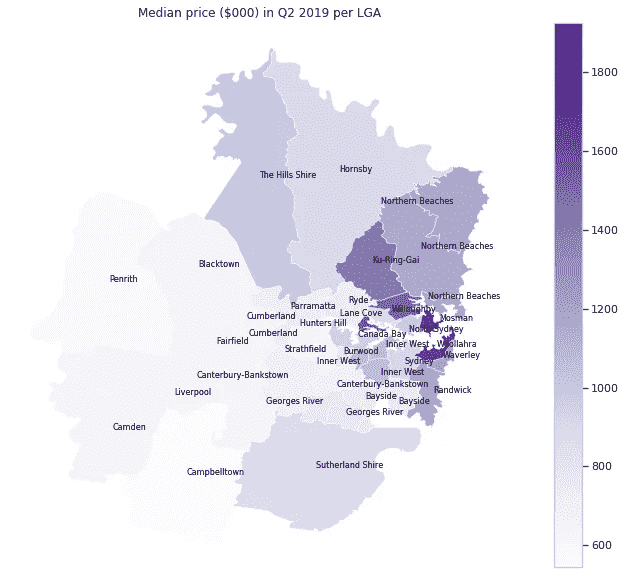 Median price ($000) in Q2 2019 per LGA
1800
1600
1400
1200
1000
800
600
The Hills Shire
Hornsby
Northern Beaches
Northern Beaches
Ku-Ring-Gai
Blacktown
Penrith
Northern Beaches
Ryde
Parramatta
Willoughby
Lane Cove
Cumberland
Mosman
Hunters Hill
North Sydney
Cumberland
Canada Bay
Fairfield
Inner West
Woollahra
Strathfield
Burwood
Waverley
Inner West
Sydney
Inner West
Canterbury-Bankstown
Canterbury-Bankstown
Randwick
Liverpool
Bayside
Georges River
Bayside
Georges River
Camden
Sutherland Shire
Campbelltown